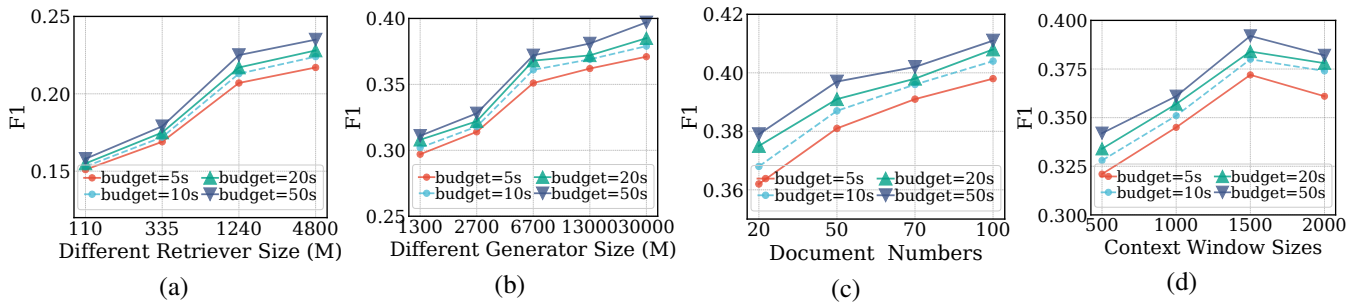 F1
0.25
0.20
0.15
budget=5s
budget=10s
budget=20s
budget=50s
110 335 1240 4800
Different Retriever Size (M)
(a)
F1
0.40
0.35
0.30
0.25
budget=5s
budget=10s
budget=20s
budget=50s
1300 2700 6700 13000 30000
Different Generator Size (M)
(b)
F1
0.42
0.40
0.38
0.36
budget=5s
budget=10s
budget=20s
budget=50s
20 50 70 100
Document Numbers
(c)
F1
0.400
0.375
0.350
0.325
0.300
budget=5s
budget=10s
budget=20s
budget=50s
500 1000 1500 2000
Context Window Sizes
(d)